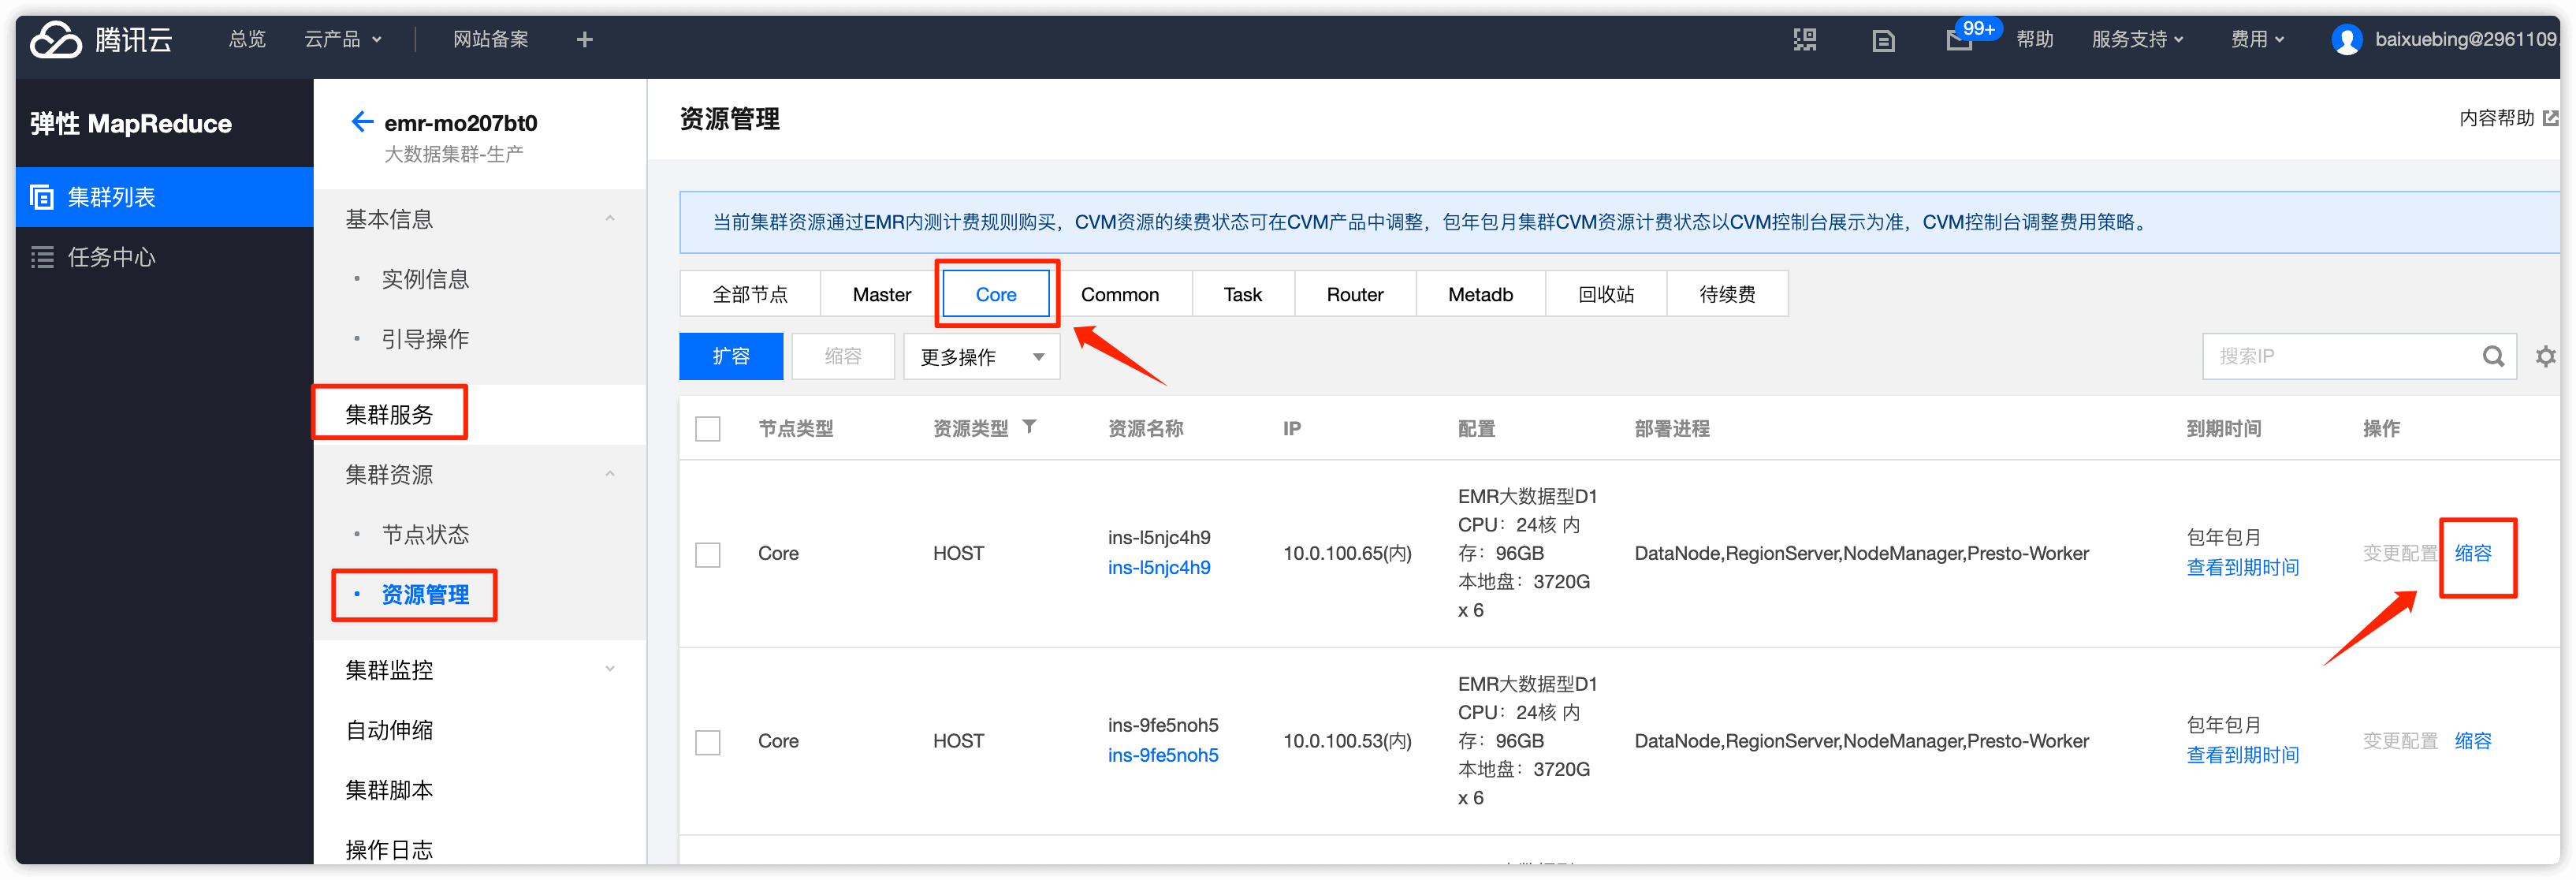 腾讯云
总览
云产品
网站备案
99+
帮助
服务支持
费用
baixuebing@2961109
弹性 MapReduce
集群列表
任务中心
emr-mo207bt0
大数据集群-生产
基本信息
实例信息
引导操作
集群服务
集群资源
节点状态
资源管理
集群监控
自动伸缩
集群脚本
操作日志
资源管理
内容帮助
当前集群资源通过EMR内测计费规则购买，CVM资源的续费状态可在CVM产品中调整，包年包月集群CVM资源计费状态以CVM控制台展示为准，CVM控制台调整费用策略。
全部节点 Master Core Common Task Router Metadb 回收站 待续费
扩容 缩容 更多操作
搜索IP
节点类型 资源类型 资源名称 IP 配置 部署进程 到期时间 操作
Core
HOST
ins-l5njc4h9
ins-l5njc4h9
10.0.100.65(内)
EMR大数据型D1
CPU：24核 内
存：96GB
本地盘：3720G
x 6
DataNode,RegionServer,NodeManager,Presto-Worker
包年包月
查看到期时间
变更配置 缩容
Core
HOST
ins-9fe5noh5
ins-9fe5noh5
10.0.100.53(内)
EMR大数据型D1
CPU：24核 内
存：96GB
本地盘：3720G
x 6
DataNode,RegionServer,NodeManager,Presto-Worker
包年包月
查看到期时间
变更配置 缩容